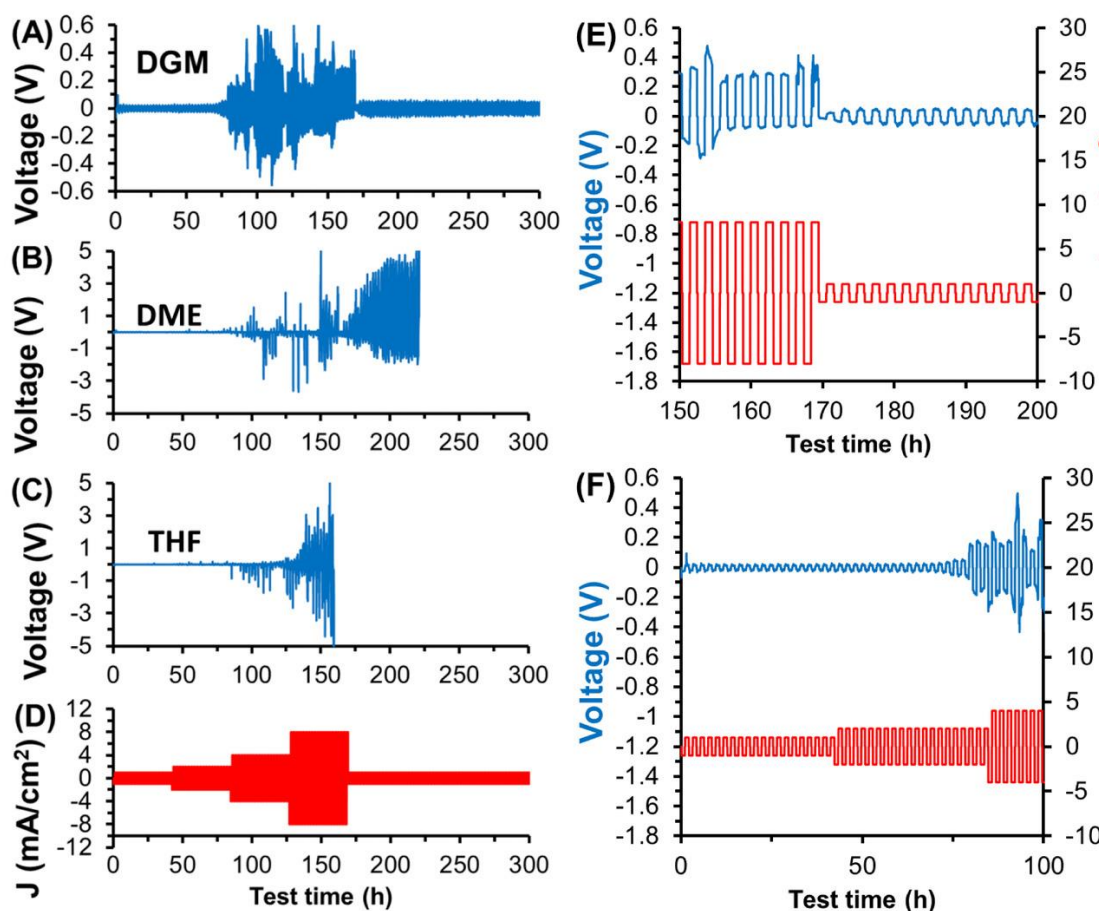 (A)
DGM
Voltage (V)
0.6
0.4
0.2
0
-0.2
-0.4
-0.6
0 50 100 150 200 250 300
(B)
DME
Voltage (V)
5
3
1
-1
-3
-5
0 50 100 150 200 250 300
(C)
THF
Voltage (V)
5
3
1
-1
-3
-5
0 50 100 150 200 250 300
(D)
J (mA/cm2)
12
8
4
0
-4
-8
-12
0 50 100 150 200 250 300
Test time (h)
(E)
Voltage (V)
0.6
0.4
0.2
0
-0.2
-0.4
-0.6
-0.8
-1
-1.2
-1.4
-1.6
-1.8
30
25
20
15
10
5
0
-5
-10
150 160 170 180 190 200
Test time (h)
(F)
Voltage (V)
0.6
0.4
0.2
0
-0.2
-0.4
-0.6
-0.8
-1
-1.2
-1.4
-1.6
-1.8
30
25
20
15
10
5
0
-5
-10
0 50 100
Test time (h)